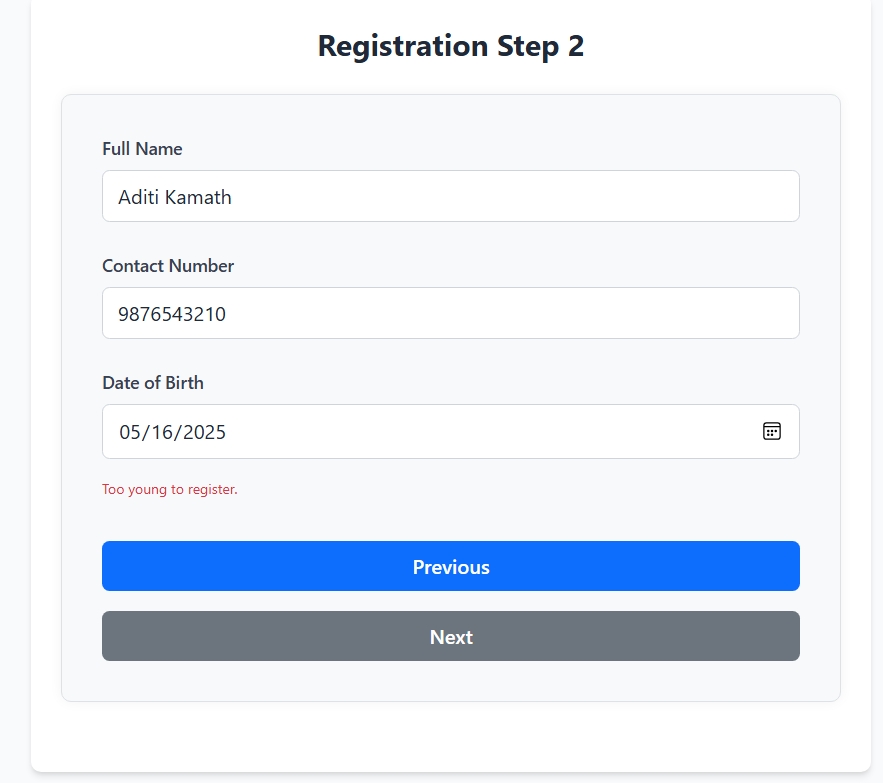 Registration Step 2
Full Name
Aditi Kamath
Contact Number
9876543210
Date of Birth
05/16/2025
Too young to register.
Previous
Next